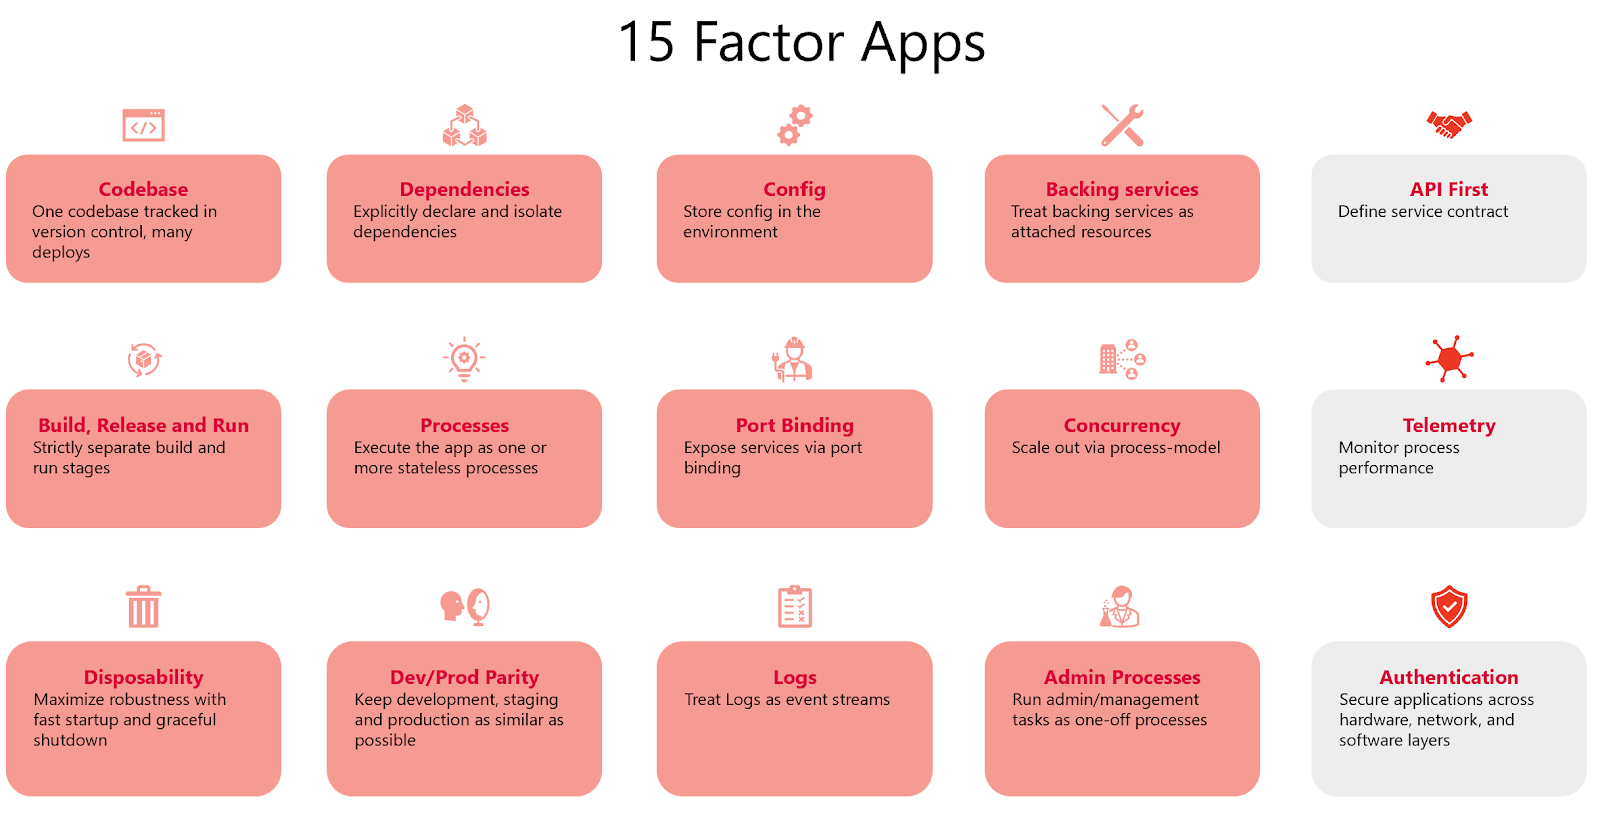 15 Factor Apps
Codebase
One codebase tracked in
version control, many
deploys
Dependencies
Explicitly declare and isolate
dependencies
Config
Store config in the
environment
Backing services
Treat backing services as
attached resources
API First
Define service contract
Build, Release and Run
Strictly separate build and
run stages
Processes
Execute the app as one or
more stateless processes
Port Binding
Expose services via port
binding
Concurrency
Scale out via process-model
Telemetry
Monitor process
performance
Disposability
Maximize robustness with
fast startup and graceful
shutdown
Dev/Prod Parity
Keep development, staging
and production as similar as
possible
Logs
Treat Logs as event streams
Admin Processes
Run admin/management
tasks as one-off processes
Authentication
Secure applications across
hardware, network, and
software layers